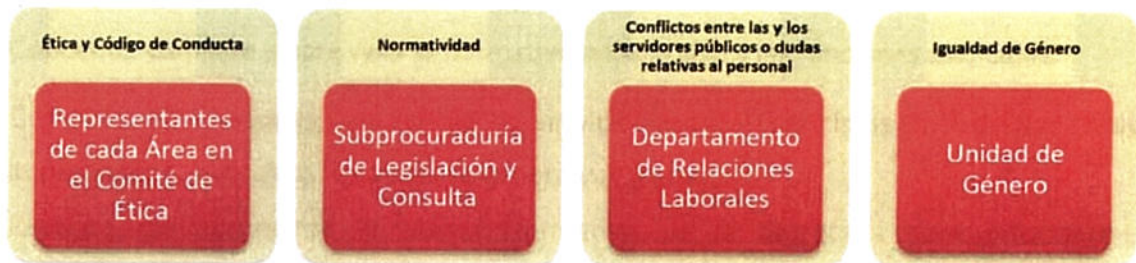 Ética y Código de Conducta
Representantes
de cada Área en
el Comité de
Ética
Normatividad
Subprocuraduría
de Legislación y
Consulta
Conflictos entre las y los
servidores públicos o dudas
relativas al personal
Departamento
de Relaciones
Laborales
Igualdad de Género
Unidad de
Género